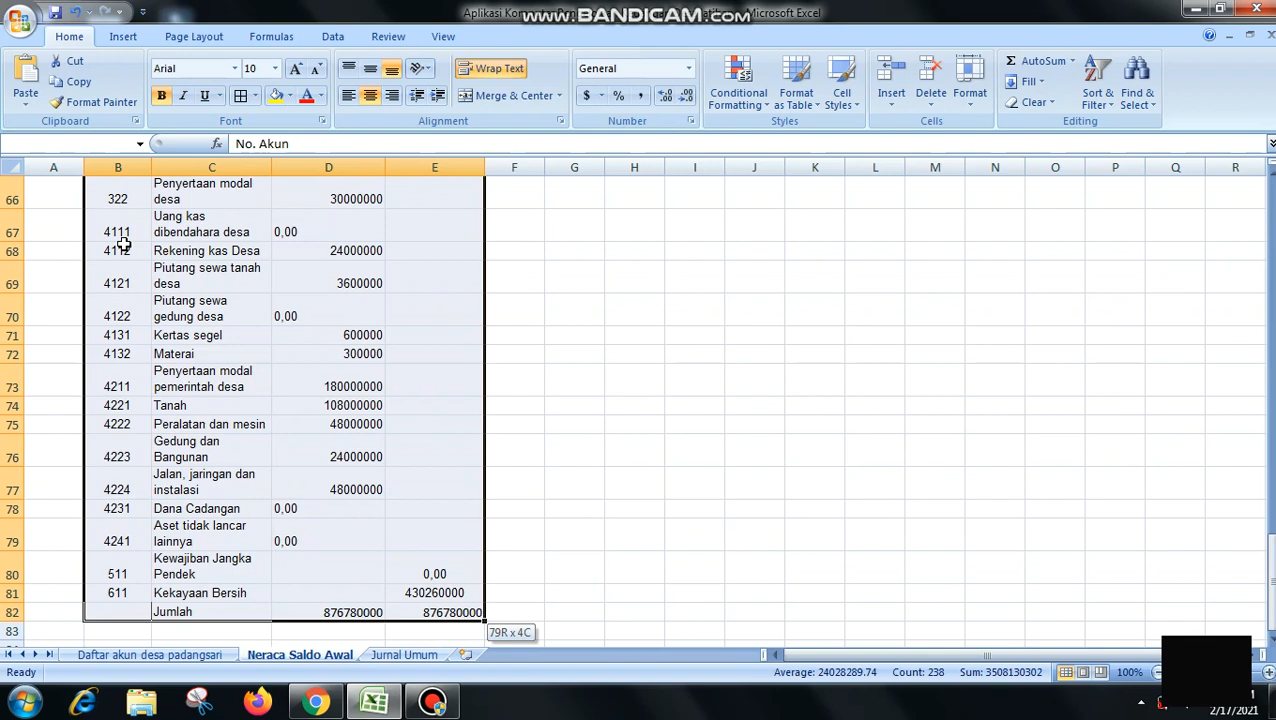 Aplikasi Kom
Microsoft Excel
www.BANDICAM.com
Home Insert Page Layout Formulas Data Review View
Paste
Cut
Copy
Format Painter
Clipboard
Arial 10
B I U
Font
Wrap Text
Merge & Center
Alignment
General
$ % ,
Number
Conditional Formatting
Format as Table
Cell Styles
Styles
Insert Delete Format
Cells
AutoSum
Fill
Clear
Sort & Filter
Find & Select
Editing
fx No. Akun
A B C D E F G H I J K L M N O P Q R
66 322 Penyertaan modal desa 30000000
67 4111 Uang kas dibendahara desa 0,00
68 4112 Rekening kas Desa 24000000
69 4121 Piutang sewa tanah desa 3600000
70 4122 Piutang sewa gedung desa 0,00
71 4131 Kertas segel 600000
72 4132 Materai 300000
73 4211 Penyertaan modal pemerintah desa 180000000
74 4221 Tanah 108000000
75 4222 Peralatan dan mesin 48000000
76 4223 Gedung dan Bangunan 24000000
77 4224 Jalan, jaringan dan instalasi 48000000
78 4231 Dana Cadangan 0,00
79 4241 Aset tidak lancar lainnya 0,00
80 511 Kewajiban Jangka Pendek 0,00
81 611 Kekayaan Bersih 430260000
82 Jumlah 876780000 876780000
83
79R x 4C
Daftar akun desa padangsari Neraca Saldo Awal Jurnal Umum
Ready Average: 24028289.74 Count: 238 Sum: 3508130302 100%
2/17/2021